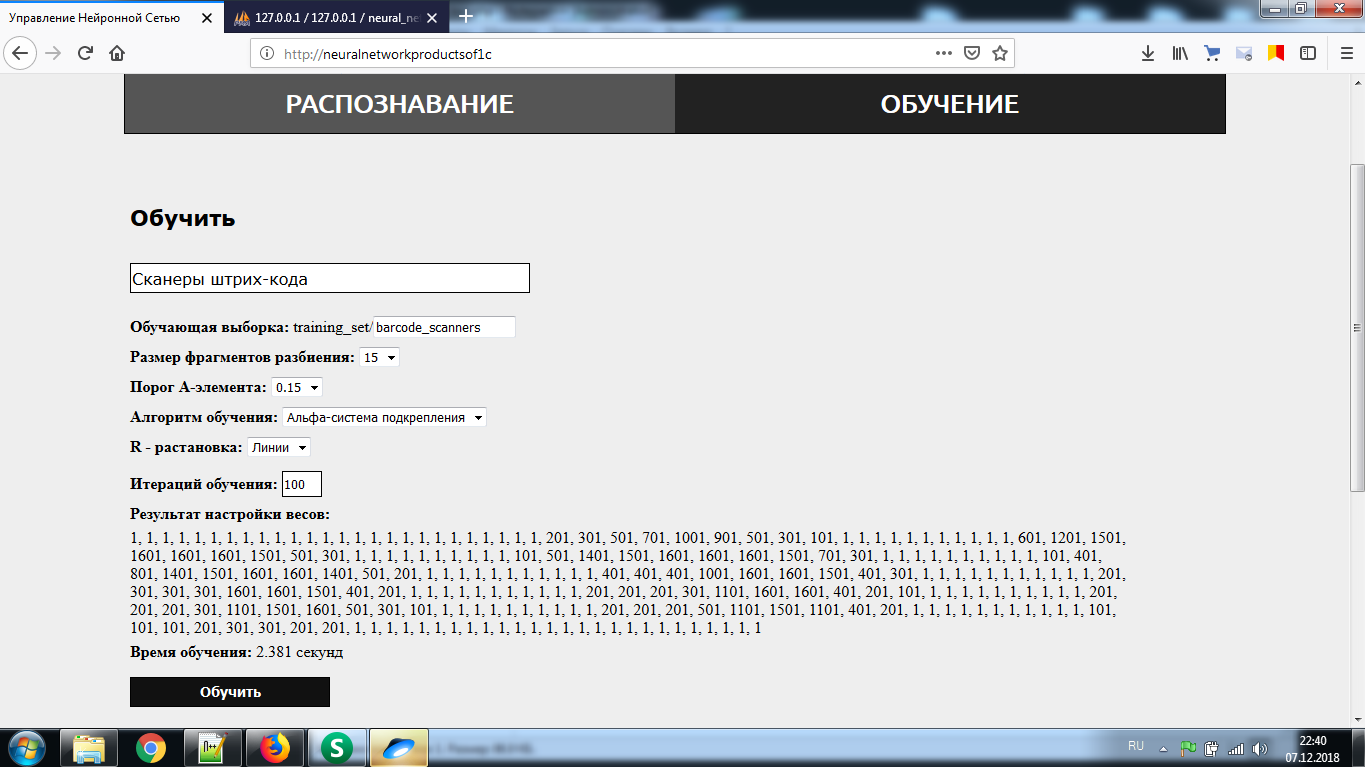 Управление Нейронной Сетью
127.0.0.1 / 127.0.0.1 / neural_ne
http://neuralnetworkproductsof1c
РАСПОЗНАВАНИЕ
ОБУЧЕНИЕ
Обучить
Сканеры штрих-кода
Обучающая выборка: training_set/barcode_scanners
Размер фрагментов разбиения: 15
Порог А-элемента: 0.15
Алгоритм обучения: Альфа-система подкрепления
R - растановка: Линии
Итераций обучения: 100
Результат настройки весов:
1, 1, 1, 1, 1, 1, 1, 1, 1, 1, 1, 1, 1, 1, 1, 1, 1, 1, 1, 1, 1, 1, 1, 1, 1, 1, 201, 301, 501, 701, 1001, 901, 501, 301, 101, 1, 1, 1, 1, 1, 1, 1, 1, 1, 1, 1, 601, 1201, 1501,
1601, 1601, 1601, 1501, 501, 301, 1, 1, 1, 1, 1, 1, 1, 1, 1, 1, 101, 501, 1401, 1501, 1601, 1601, 1601, 1501, 701, 301, 1, 1, 1, 1, 1, 1, 1, 1, 1, 1, 101, 401,
801, 1401, 1501, 1601, 1601, 1401, 501, 201, 1, 1, 1, 1, 1, 1, 1, 1, 1, 1, 1, 401, 401, 401, 1001, 1601, 1601, 1501, 401, 301, 1, 1, 1, 1, 1, 1, 1, 1, 1, 1, 1, 201,
301, 301, 301, 1601, 1601, 1501, 401, 201, 1, 1, 1, 1, 1, 1, 1, 1, 1, 1, 1, 201, 201, 201, 301, 1101, 1601, 1601, 401, 201, 101, 1, 1, 1, 1, 1, 1, 1, 1, 1, 1, 201,
201, 201, 301, 1101, 1501, 1601, 501, 301, 101, 1, 1, 1, 1, 1, 1, 1, 1, 1, 1, 201, 201, 201, 501, 1101, 1501, 1101, 401, 201, 1, 1, 1, 1, 1, 1, 1, 1, 1, 1, 1, 101,
101, 101, 201, 301, 301, 201, 201, 1, 1, 1, 1, 1, 1, 1, 1, 1, 1, 1, 1, 1, 1, 1, 1, 1, 1, 1, 1, 1, 1, 1, 1, 1, 1
Время обучения: 2.381 секунд
Обучить
RU
22:40
07.12.2018